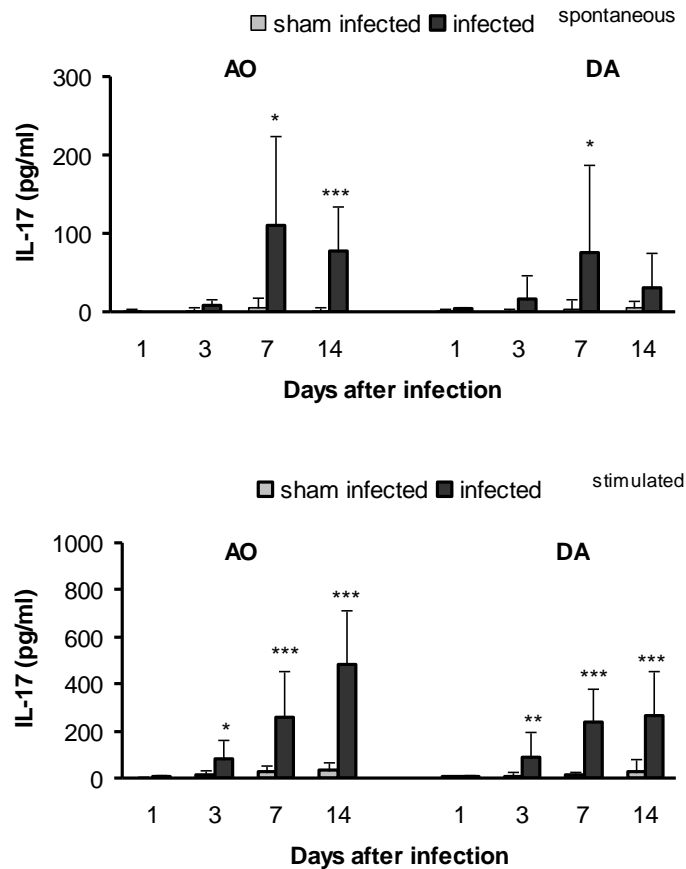 sham infected infected spontaneous
AO DA
300
200
100
0
IL-17 (pg/ml)
* *** *
1 3 7 14 1 3 7 14
Days after infection
sham infected infected stimulated
AO DA
1000
800
600
400
200
0
IL-17 (pg/ml)
* *** *** ** *** ***
1 3 7 14 1 3 7 14
Days after infection